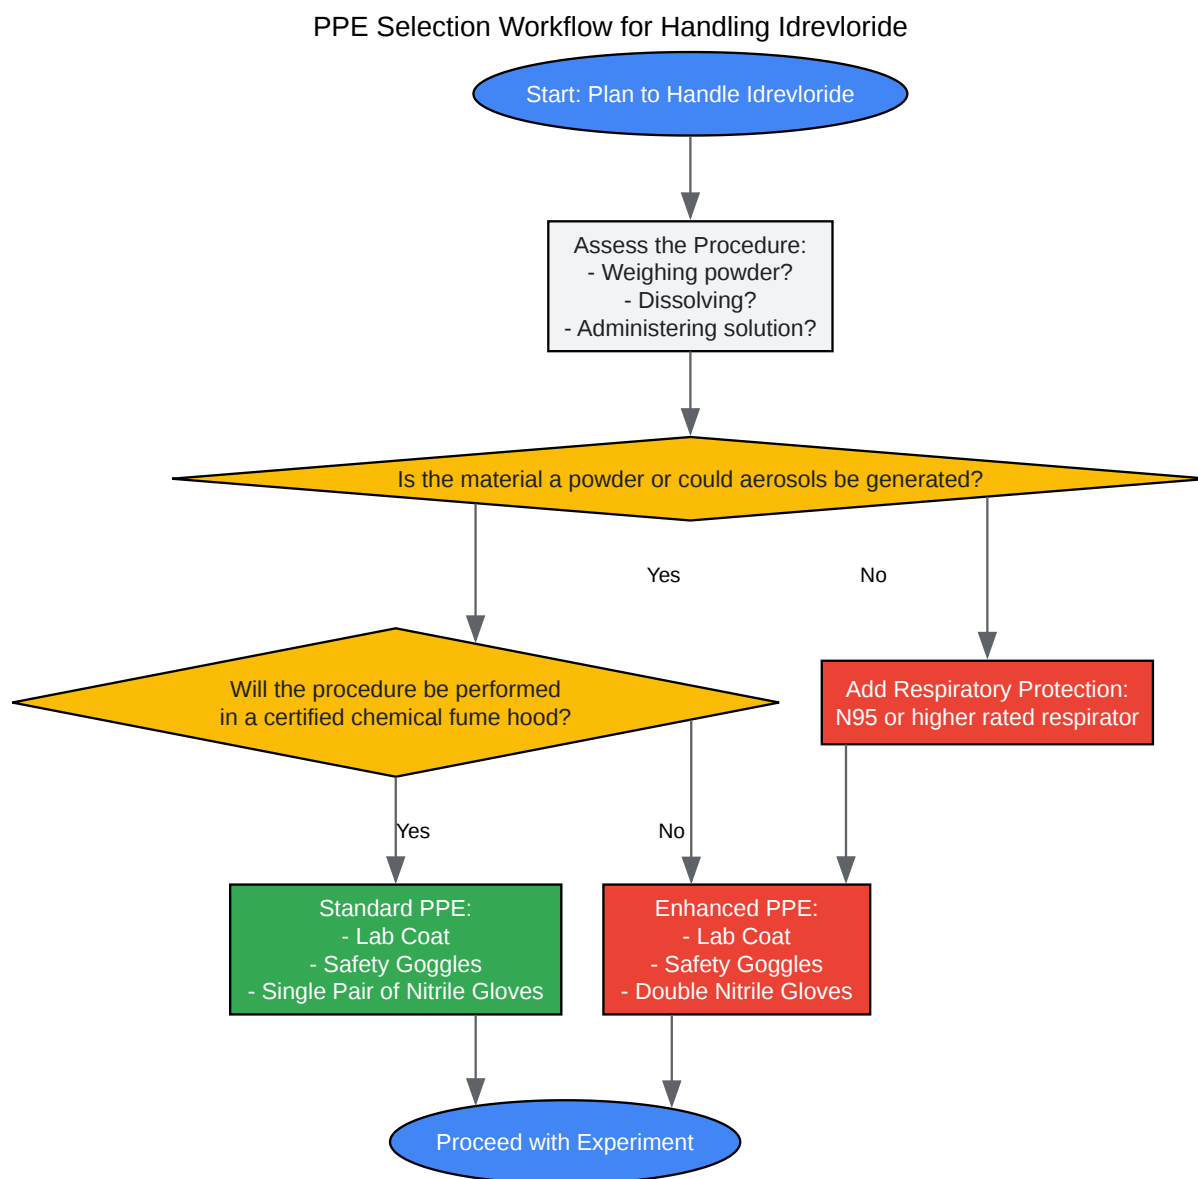 PPE Selection Workflow for Handling Idrevloride
Start: Plan to Handle Idrevloride
Assess the Procedure:
- Weighing powder?
- Dissolving?
- Administering solution?
Is the material a powder or could aerosols be generated?
Yes
No
Will the procedure be performed
in a certified chemical fume hood?
Add Respiratory Protection:
N95 or higher rated respirator
Yes
No
Standard PPE:
- Lab Coat
- Safety Goggles
- Single Pair of Nitrile Gloves
Enhanced PPE:
- Lab Coat
- Safety Goggles
- Double Nitrile Gloves
Proceed with Experiment